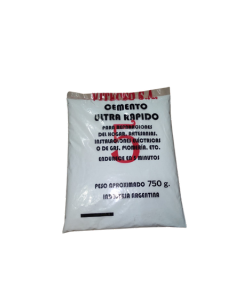 CEMENTO
ULTRA RAPIDO
PARA REPARACIONES
DEL HOGAR, ARTESANIAS,
INSTALACIONES ELECTRICAS
O DE GAS, PLOMERIA, ETC.
ENDURECE EN 5 MINUTOS
5
PESO APROXIMADO 750 g.
INDUSTRIA ARGENTINA